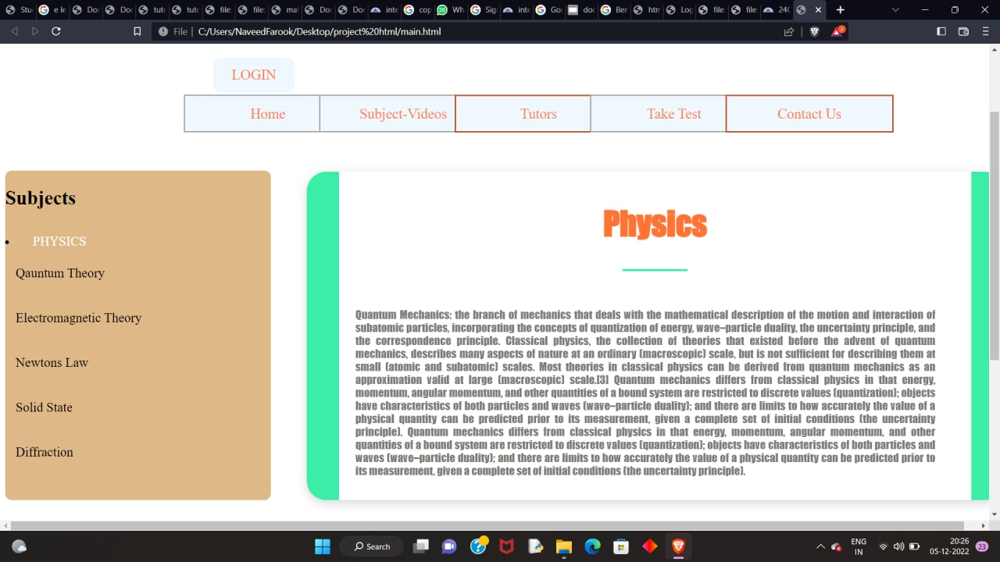 Stu
e le
Do
Do
tut
tut
file:
file:
ma
Do
Do
inte
cop
20
Wh
Sig
inte
Go
doc
Ber
htn
Log
file
file
240
File
C:/Users/NaveedFarook/Desktop/project%20html/main.html
2
LOGIN
Home
Subject-Videos
Tutors
Take Test
Contact Us
Subjects
• PHYSICS
Qauntum Theory
Electromagnetic Theory
Newtons Law
Solid State
Diffraction
Physics
Quantum Mechanics: the branch of mechanics that deals with the mathematical description of the motion and interaction of
subatomic particles, incorporating the concepts of quantization of energy, wave–particle duality, the uncertainty principle, and
the correspondence principle. Classical physics, the collection of theories that existed before the advent of quantum
mechanics, describes many aspects of nature at an ordinary (macroscopic) scale, but is not sufficient for describing them at
small (atomic and subatomic) scales. Most theories in classical physics can be derived from quantum mechanics as an
approximation valid at large (macroscopic) scale.[3] Quantum mechanics differs from classical physics in that energy,
momentum, angular momentum, and other quantities of a bound system are restricted to discrete values (quantization); objects
have characteristics of both particles and waves (wave–particle duality); and there are limits to how accurately the value of a
physical quantity can be predicted prior to its measurement, given a complete set of initial conditions (the uncertainty
principle). Quantum mechanics differs from classical physics in that energy, momentum, angular momentum, and other
quantities of a bound system are restricted to discrete values (quantization); objects have characteristics of both particles and
waves (wave–particle duality); and there are limits to how accurately the value of a physical quantity can be predicted prior to
its measurement, given a complete set of initial conditions (the uncertainty principle).
Search
ENG
IN
20:26
05-12-2022
23